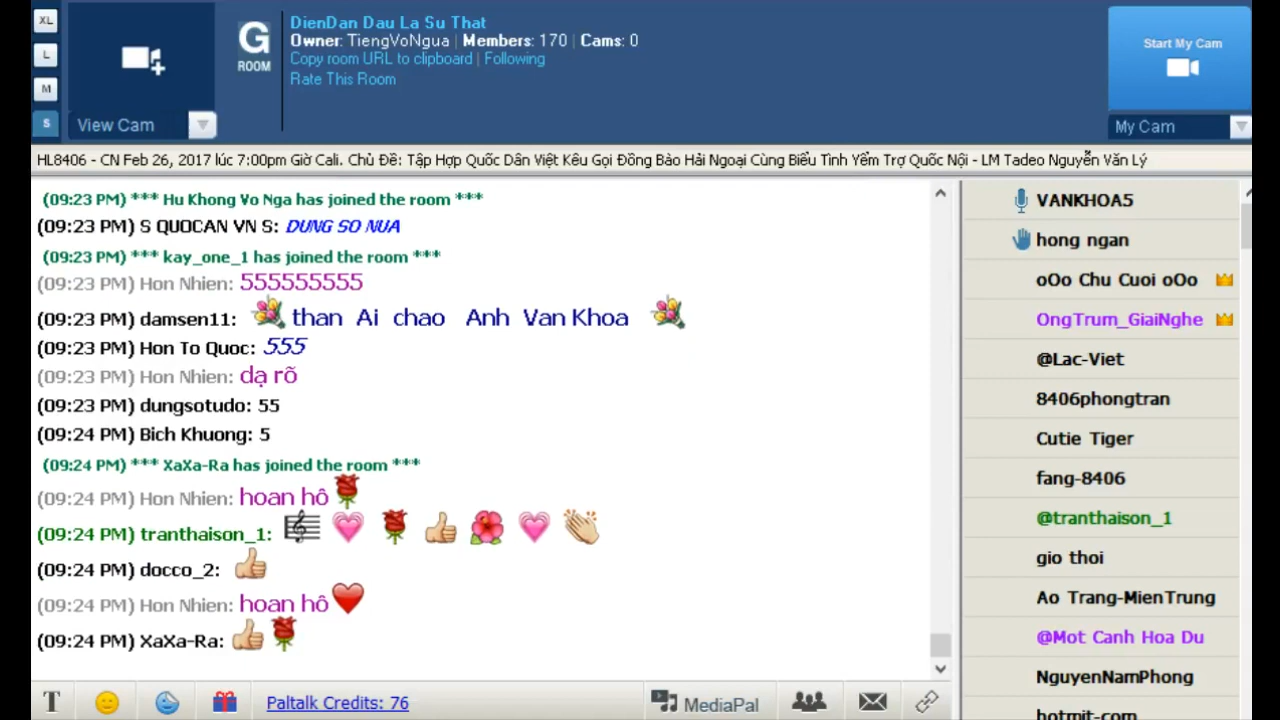 XL
L
M
S
View Cam
G
ROOM
DienDan Dau La Su That
Owner: TiengVoNgua | Members: 170 | Cams: 0
Copy room URL to clipboard | Following
Rate This Room
Start My Cam
My Cam
HL8406 - CN Feb 26, 2017 lúc 7:00pm Giờ Cali. Chủ Đề: Tập Hợp Quốc Dân Việt Kêu Gọi Đồng Bào Hải Ngoại Cùng Biểu Tình Yểm Trợ Quốc Nội - LM Tadeo Nguyễn Văn Lý
(09:23 PM) *** Hu Khong Vo Nga has joined the room ***
(09:23 PM) S QUOCAN VN S: DUNG SO NUA
(09:23 PM) *** kay_one_1 has joined the room ***
(09:23 PM) Hon Nhien: 555555555
(09:23 PM) damsen11: than Ai chao Anh Van Khoa
(09:23 PM) Hon To Quoc: 555
(09:23 PM) Hon Nhien: dạ rõ
(09:23 PM) dungsotudo: 55
(09:24 PM) Bich Khuong: 5
(09:24 PM) *** XaXa-Ra has joined the room ***
(09:24 PM) Hon Nhien: hoan hô
(09:24 PM) tranthaison_1:
(09:24 PM) docco_2:
(09:24 PM) Hon Nhien: hoan hô
(09:24 PM) XaXa-Ra:
VANKHOA5
hong ngan
oOo Chu Cuoi oOo
OngTrum_GiaiNghe
@Lac-Viet
8406phongtran
Cutie Tiger
fang-8406
@tranthaison_1
gio thoi
Ao Trang-MienTrung
@Mot Canh Hoa Du
NguyenNamPhong
hotmit-com
T
Paltalk Credits: 76
MediaPal